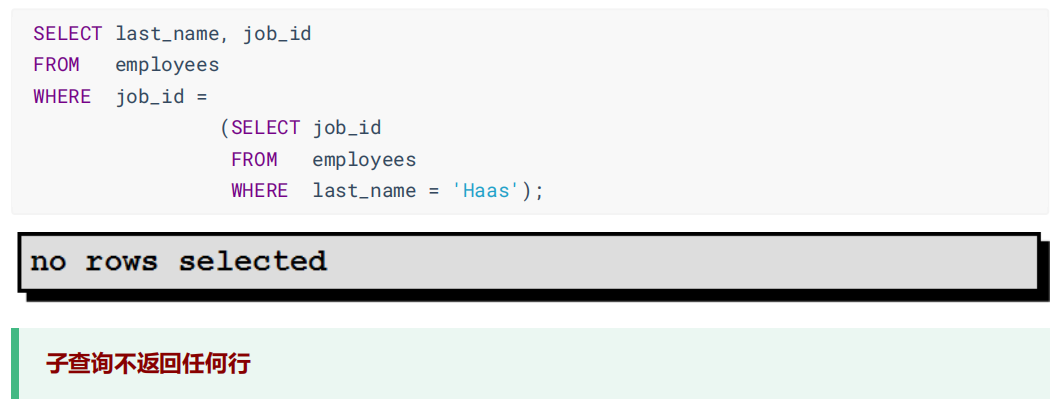 SELECT last_name, job_id
FROM   employees
WHERE  job_id =
                (SELECT job_id
                 FROM   employees
                 WHERE  last_name = 'Haas');
no rows selected
子查询不返回任何行